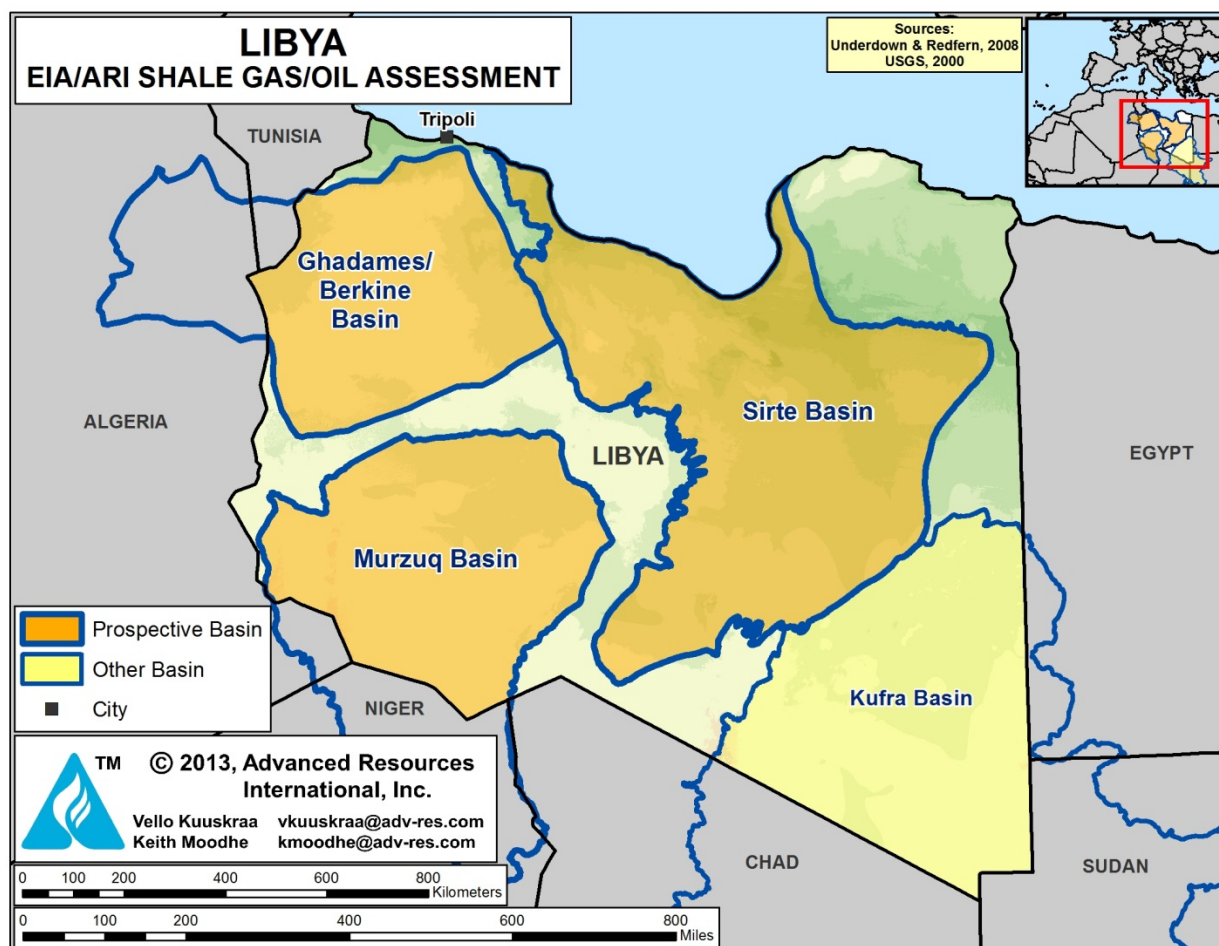 LIBYA
EIA/ARI SHALE GAS/OIL ASSESSMENT
Sources:
Underdown & Redfern, 2008
USGS, 2000
Tripoli
TUNISIA
Ghadames/
Berkine
Basin
ALGERIA
Sirte Basin
LIBYA
EGYPT
Murzuq Basin
Prospective Basin
Other Basin
City
NIGER
Kufra Basin
TM
© 2013, Advanced Resources
International, Inc.
Vello Kuuskraa vkuuskraa@adv-res.com
Keith Moodhe kmoodhe@adv-res.com
CHAD
SUDAN
0 100 200 400 600 800
Kilometers
0 100 200 400 600 800
Miles